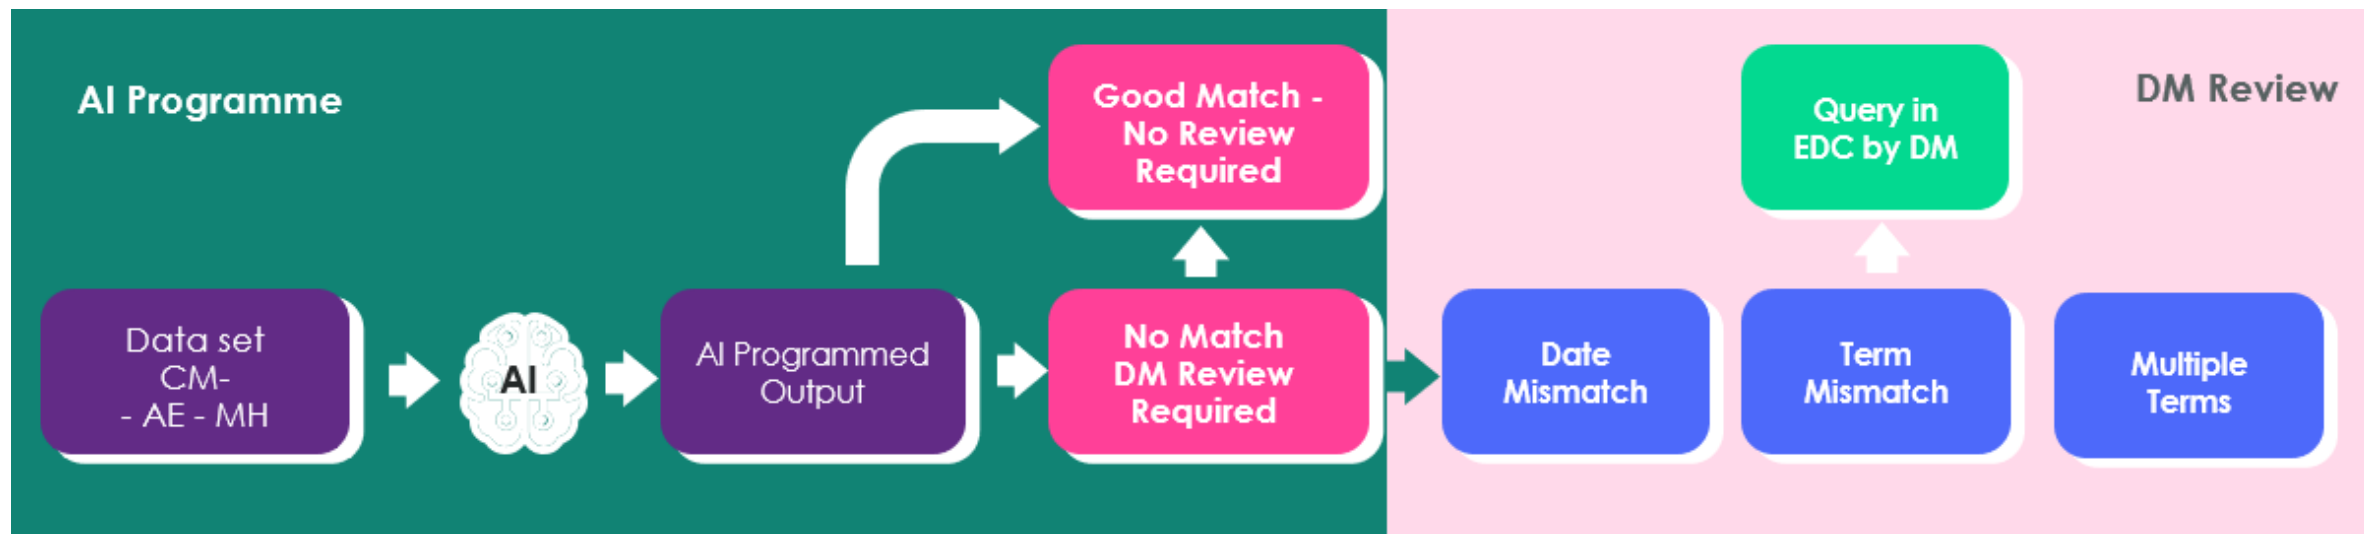 AI Programme
Good Match -
No Review
Required
Query in
EDC by DM
DM Review
Data set
CM-
- AE - MH
AI
AI Programmed
Output
No Match
DM Review
Required
Date
Mismatch
Term
Mismatch
Multiple
Terms